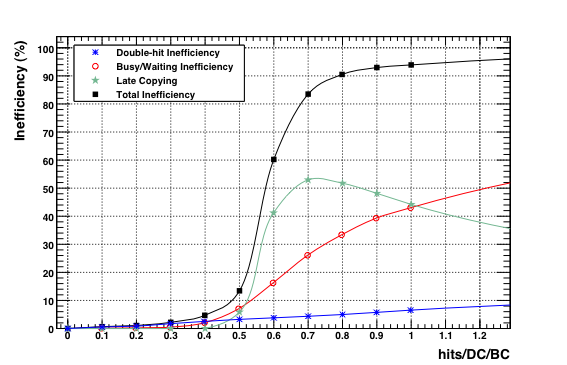 Inefficiency (%)
100
90
80
70
60
50
40
30
20
10
0
Double-hit Inefficiency
Busy/Waiting Inefficiency
Late Copying
Total Inefficiency
0 0.1 0.2 0.3 0.4 0.5 0.6 0.7 0.8 0.9 1 1.1 1.2
hits/DC/BC